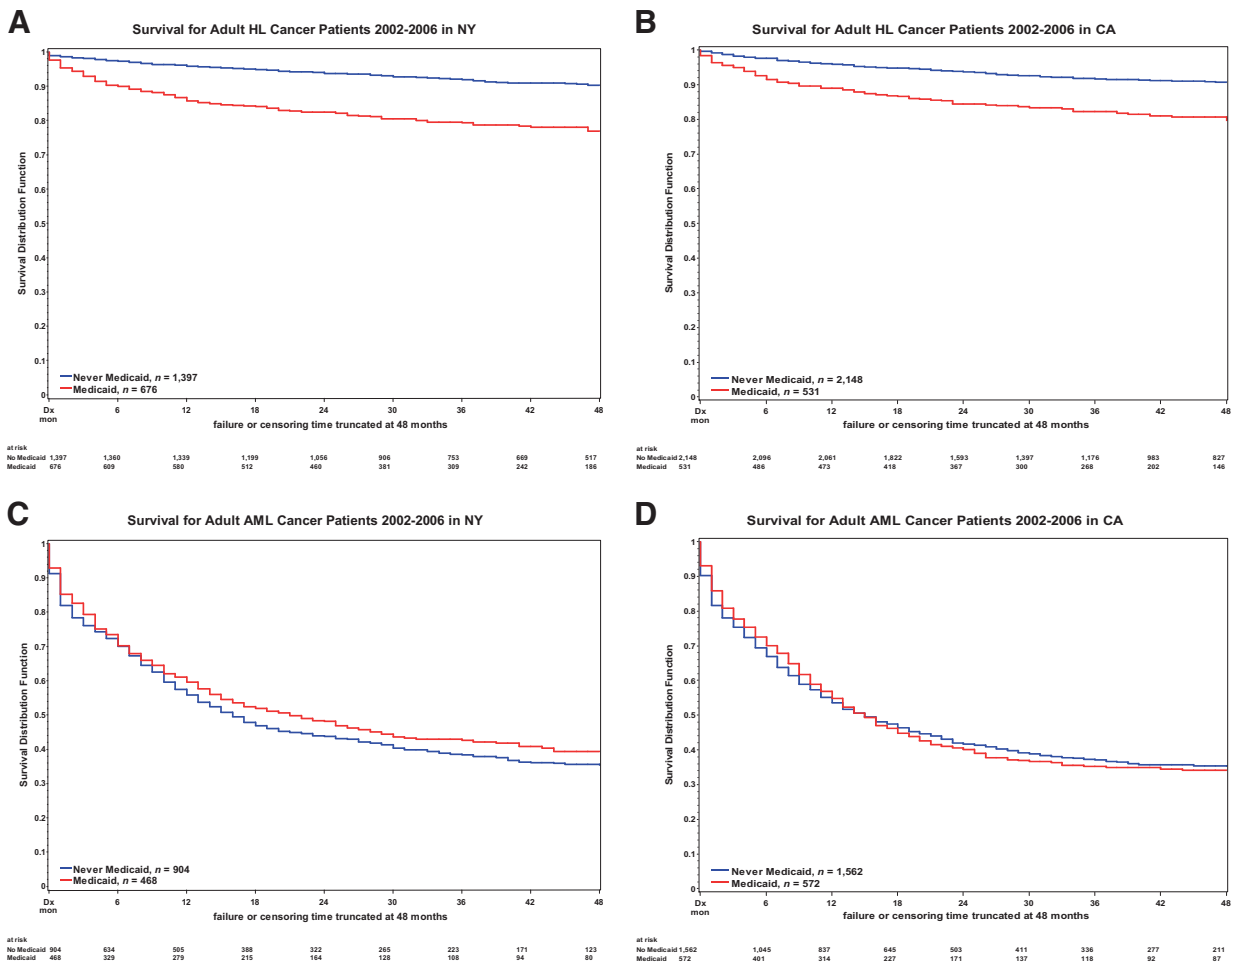 A
Survival for Adult HL Cancer Patients 2002-2006 in NY
Survival Distribution Function
1
0.9
0.8
0.7
0.6
0.5
0.4
0.3
0.2
0.1
0
Never Medicaid, n = 1,397
Medicaid, n = 676
Dx mon 6 12 18 24 30 36 42 48
failure or censoring time truncated at 48 months
at risk
No Medicaid 1,397 1,360 1,339 1,199 1,056 906 753 669 517
Medicaid 676 609 580 512 460 381 309 242 186
B
Survival for Adult HL Cancer Patients 2002-2006 in CA
Survival Distribution Function
1
0.9
0.8
0.7
0.6
0.5
0.4
0.3
0.2
0.1
0
Never Medicaid, n = 2,148
Medicaid, n = 531
Dx mon 6 12 18 24 30 36 42 48
failure or censoring time truncated at 48 months
at risk
No Medicaid 2,148 2,096 2,061 1,822 1,593 1,397 1,176 983 827
Medicaid 531 486 473 418 367 300 268 202 146
C
Survival for Adult AML Cancer Patients 2002-2006 in NY
Survival Distribution Function
1
0.9
0.8
0.7
0.6
0.5
0.4
0.3
0.2
0.1
0
Never Medicaid, n = 904
Medicaid, n = 468
Dx mon 6 12 18 24 30 36 42 48
failure or censoring time truncated at 48 months
at risk
No Medicaid 904 634 505 388 322 265 223 171 123
Medicaid 468 329 279 215 164 128 108 94 80
D
Survival for Adult AML Cancer Patients 2002-2006 in CA
Survival Distribution Function
1
0.9
0.8
0.7
0.6
0.5
0.4
0.3
0.2
0.1
0
Never Medicaid, n = 1,562
Medicaid, n = 572
Dx mon 6 12 18 24 30 36 42 48
failure or censoring time truncated at 48 months
at risk
No Medicaid 1,562 1,045 837 645 503 411 336 277 211
Medicaid 572 401 314 227 171 137 118 92 87